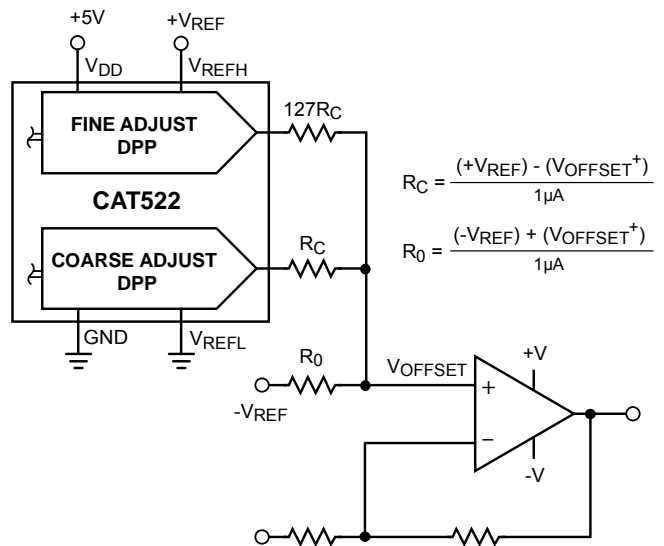 +5V
+VREF
VDD
VREFH
FINE ADJUST
DPP
127RC
CAT522
RC = (+VREF) - (VOFFSET+)
1µA
COARSE ADJUST
DPP
RC
R0 = (-VREF) + (VOFFSET+)
1µA
GND
VREFL
R0
VOFFSET
+V
-VREF
+
−
-V